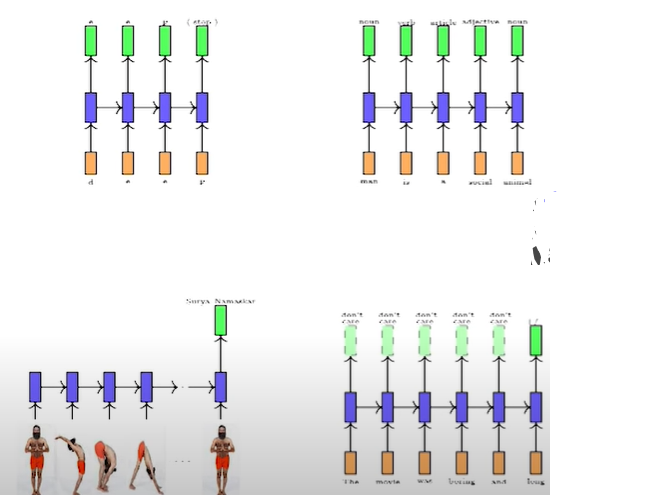 e e p ⟨ stop ⟩
d e e p
noun verb article adjective noun
man is a social animal
Surya Namaskar
...
don't don't don't don't don't
care care care care care
The movie was boring and long